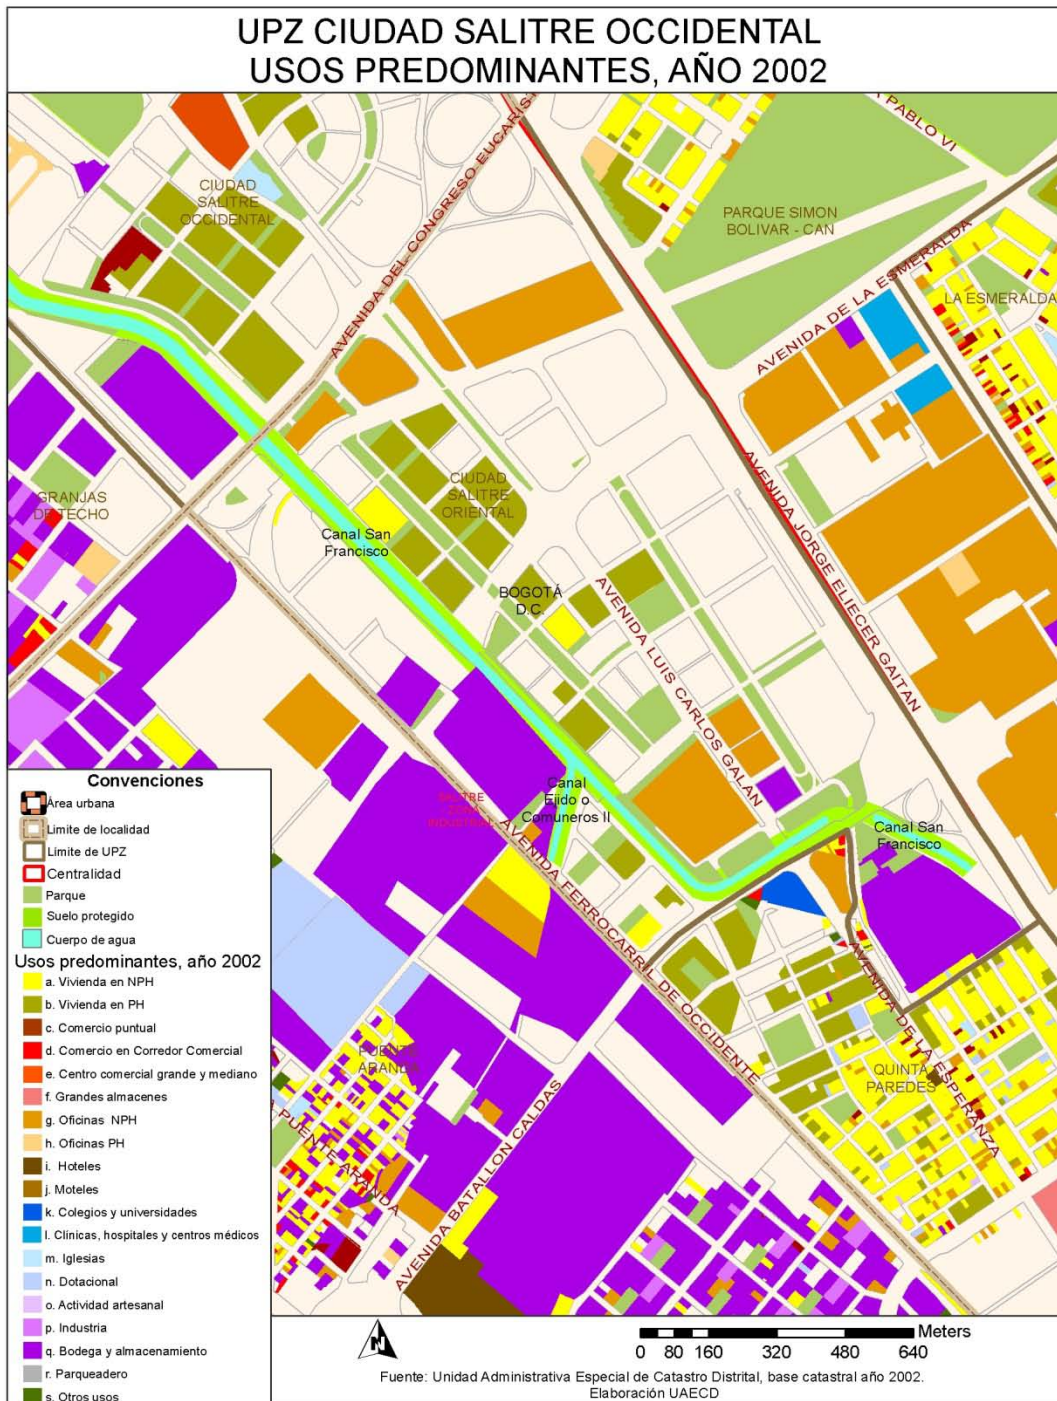 UPZ CIUDAD SALITRE OCCIDENTAL
USOS PREDOMINANTES, AÑO 2002
PABLO VI
CIUDAD
SALITRE
OCCIDENTAL
AVENIDA DEL CONGRESO EUCARIST
PARQUE SIMON
BOLIVAR - CAN
AVENIDA DE LA ESMERALDA
LA ESMERALDA
GRANJAS
DE TECHO
CIUDAD
SALITRE
ORIENTAL
Canal San
Francisco
AVENIDA JORGE ELIECER GAITAN
BOGOTÁ
D.C.
AVENIDA LUIS CARLOS GALAN
SALITRE
ZONA
INDUSTRIAL
Canal
Ejido o
Comuneros II
Canal San
Francisco
AVENIDA FERROCARRIL DE OCCIDENTE
AVENIDA DE LA ESPERANZA
QUINTA
PAREDES
PUENTE
ARANDA
PUENTE ARANDA
AVENIDA BATALLON CALDAS
Convenciones
Área urbana
Limite de localidad
Limite de UPZ
Centralidad
Parque
Suelo protegido
Cuerpo de agua
Usos predominantes, año 2002
a. Vivienda en NPH
b. Vivienda en PH
c. Comercio puntual
d. Comercio en Corredor Comercial
e. Centro comercial grande y mediano
f. Grandes almacenes
g. Oficinas NPH
h. Oficinas PH
i. Hoteles
j. Moteles
k. Colegios y universidades
l. Clínicas, hospitales y centros médicos
m. Iglesias
n. Dotacional
o. Actividad artesanal
p. Industria
q. Bodega y almacenamiento
r. Parqueadero
s. Otros usos
N
Meters
0 80 160 320 480 640
Fuente: Unidad Administrativa Especial de Catastro Distrital, base catastral año 2002.
Elaboración UAECD